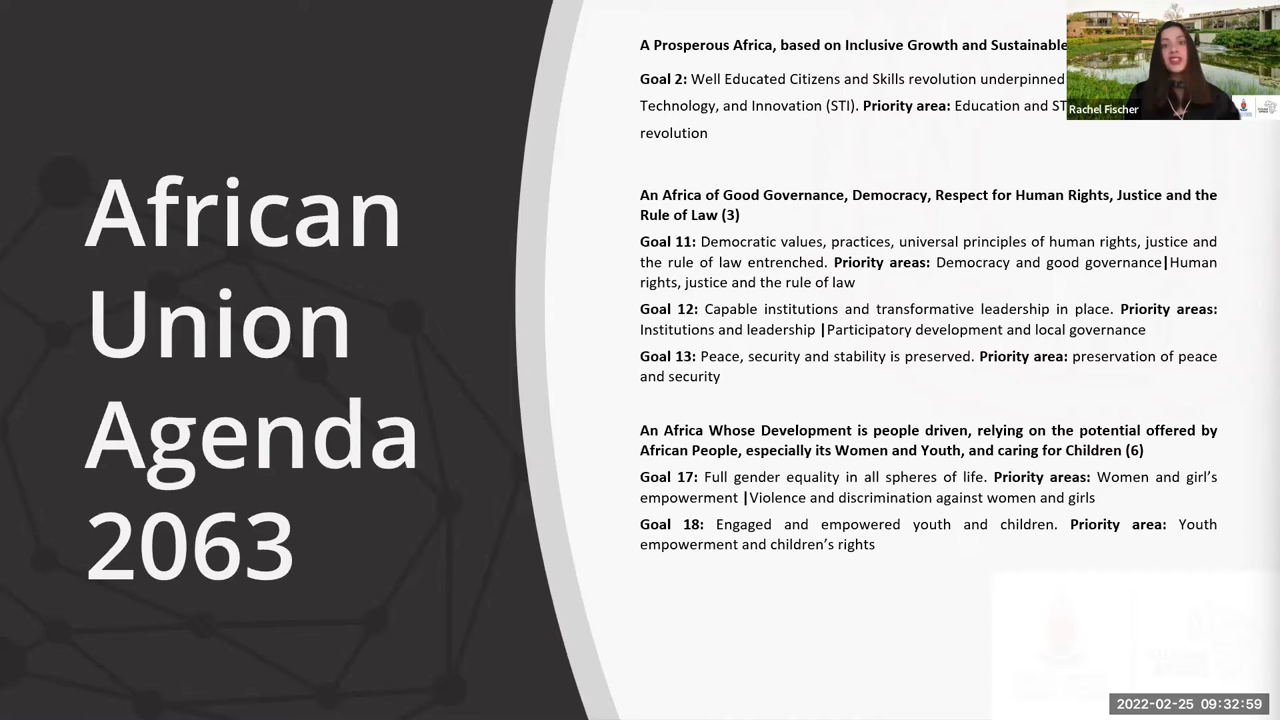 African
Union
Agenda
2063
A Prosperous Africa, based on Inclusive Growth and Sustainable
Goal 2: Well Educated Citizens and Skills revolution underpinned
Technology, and Innovation (STI). Priority area: Education and ST
revolution
An Africa of Good Governance, Democracy, Respect for Human Rights, Justice and the
Rule of Law (3)
Goal 11: Democratic values, practices, universal principles of human rights, justice and
the rule of law entrenched. Priority areas: Democracy and good governance|Human
rights, justice and the rule of law
Goal 12: Capable institutions and transformative leadership in place. Priority areas:
Institutions and leadership |Participatory development and local governance
Goal 13: Peace, security and stability is preserved. Priority area: preservation of peace
and security
An Africa Whose Development is people driven, relying on the potential offered by
African People, especially its Women and Youth, and caring for Children (6)
Goal 17: Full gender equality in all spheres of life. Priority areas: Women and girl’s
empowerment |Violence and discrimination against women and girls
Goal 18: Engaged and empowered youth and children. Priority area: Youth
empowerment and children’s rights
Rachel Fischer
2022-02-25 09:32:59